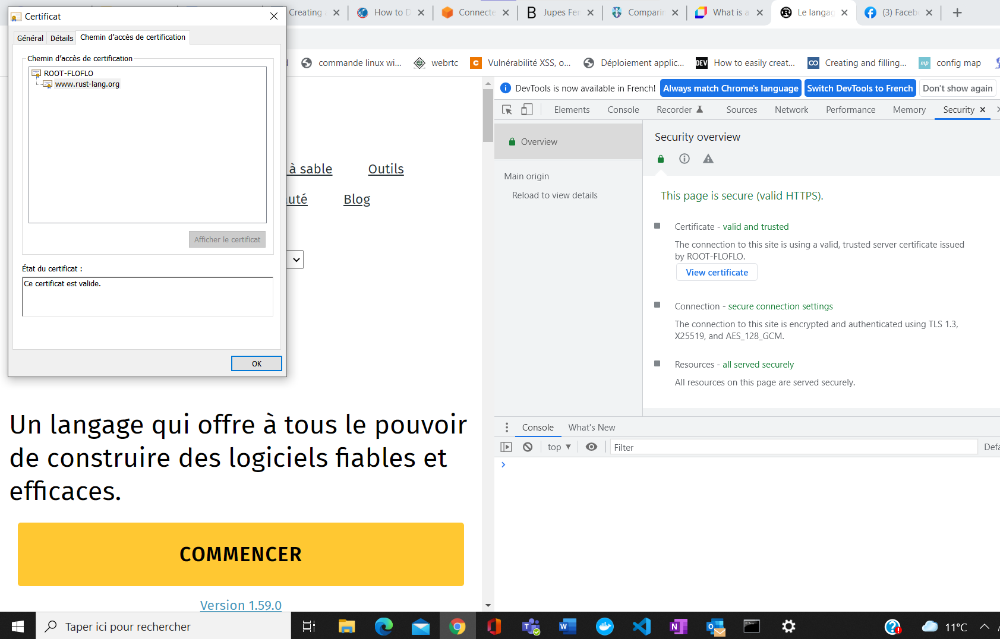 Certificat
Général Détails Chemin d'accès de certification
Chemin d'accès de certification
ROOT-FLOFLO
www.rust-lang.org
Afficher le certificat
État du certificat :
Ce certificat est valide.
OK
Creating How to D Connecte Jupes Fer Comparin What is a Le langag (3) Faceb
commande linux wi... webrtc Vulnérabilité XSS, o... Déploiement applic... How to easily creat... Creating and filling... config map
à sable Outils
uté Blog
Un langage qui offre à tous le pouvoir
de construire des logiciels fiables et
efficaces.
COMMENCER
Version 1.59.0
DevTools is now available in French! Always match Chrome's language Switch DevTools to French Don't show again
Elements Console Recorder Sources Network Performance Memory Security
Overview
Main origin
Reload to view details
Security overview
This page is secure (valid HTTPS).
Certificate - valid and trusted
The connection to this site is using a valid, trusted server certificate issued
by ROOT-FLOFLO.
View certificate
Connection - secure connection settings
The connection to this site is encrypted and authenticated using TLS 1.3,
X25519, and AES_128_GCM.
Resources - all served securely
All resources on this page are served securely.
Console What's New
top Filter Defa
Taper ici pour rechercher
11°C